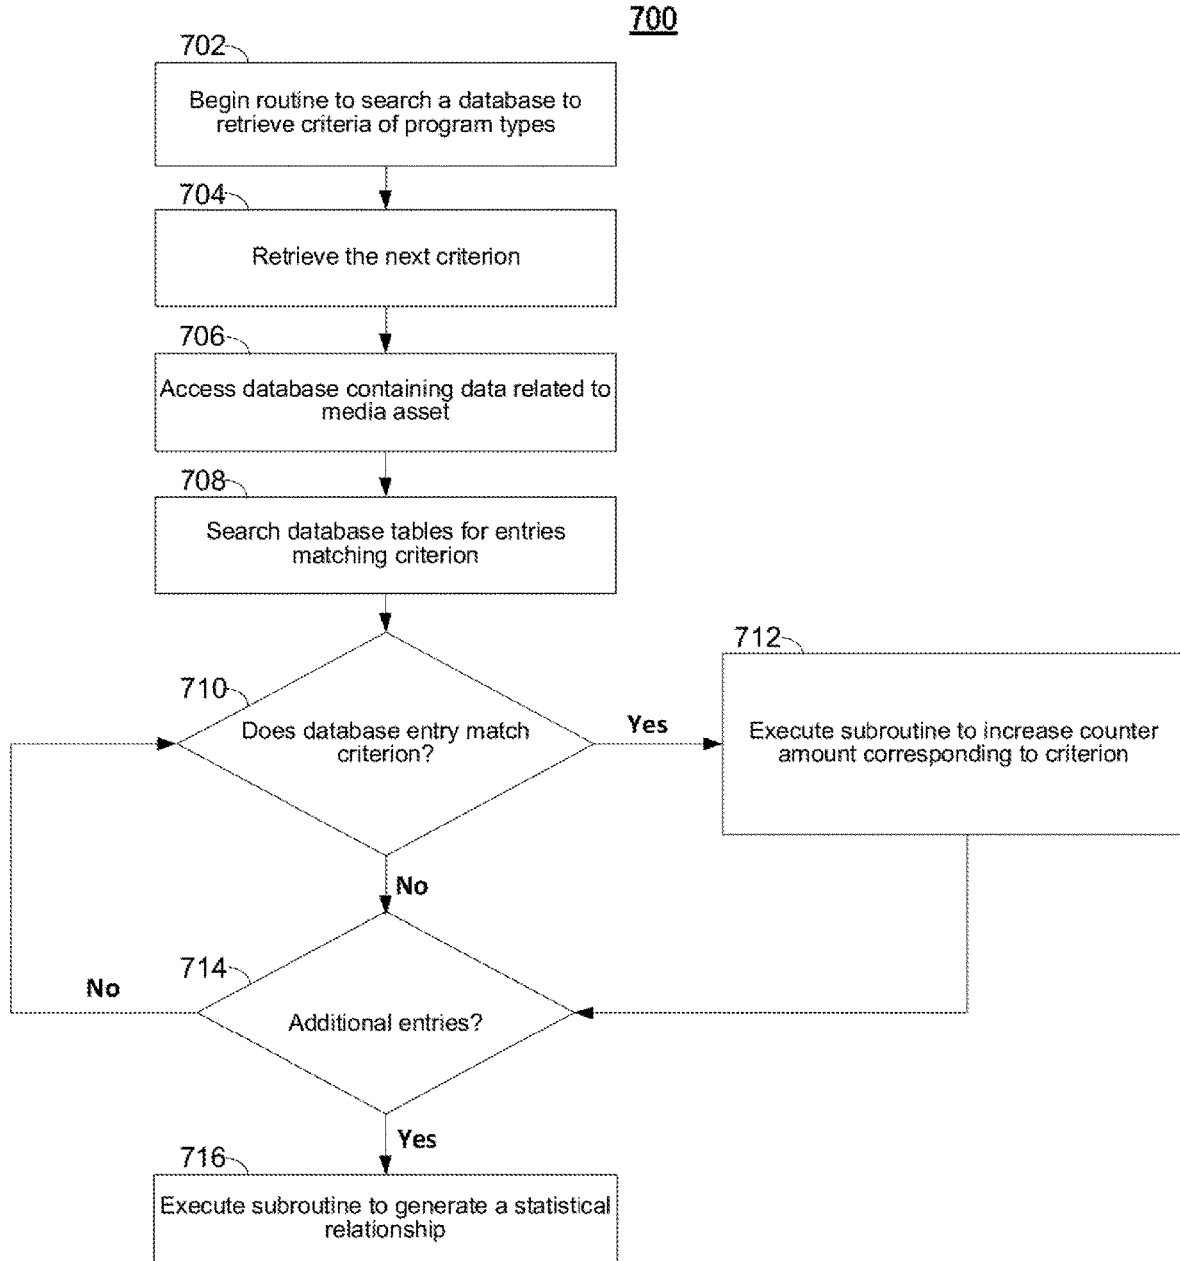 700
702
Begin routine to search a database to
retrieve criteria of program types
704
Retrieve the next criterion
706
Access database containing data related to
media asset
708
Search database tables for entries
matching criterion
710
Does database entry match
criterion?
Yes
712
Execute subroutine to increase counter
amount corresponding to criterion
No
714
No
Additional entries?
Yes
716
Execute subroutine to generate a statistical
relationship